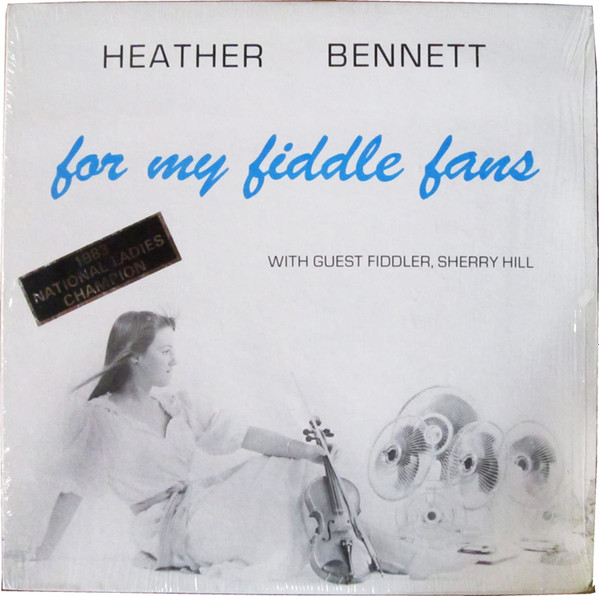 HEATHER BENNETT
for my fiddle fans
1983
NATIONAL LADIES
CHAMPION
WITH GUEST FIDDLER, SHERRY HILL